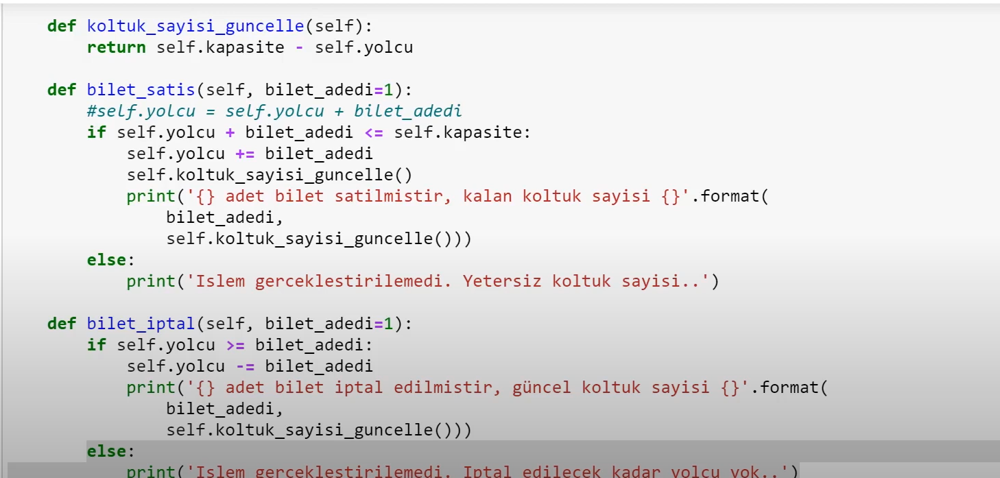 def koltuk_sayisi_guncelle(self):
return self.kapasite - self.yolcu
def bilet_satis(self, bilet_adedi=1):
#self.yolcu = self.yolcu + bilet_adedi
if self.yolcu + bilet_adedi <= self.kapasite:
self.yolcu += bilet_adedi
self.koltuk_sayisi_guncelle()
print('{} adet bilet satilmistir, kalan koltuk sayisi {}'.format(
bilet_adedi,
self.koltuk_sayisi_guncelle()))
else:
print('Islem gerceklestirilemedi. Yetersiz koltuk sayisi..')
def bilet_iptal(self, bilet_adedi=1):
if self.yolcu >= bilet_adedi:
self.yolcu -= bilet_adedi
print('{} adet bilet iptal edilmistir, güncel koltuk sayisi {}'.format(
bilet_adedi,
self.koltuk_sayisi_guncelle()))
else:
print('Islem gerceklestirilemedi. Iptal edilecek kadar yolcu yok..')